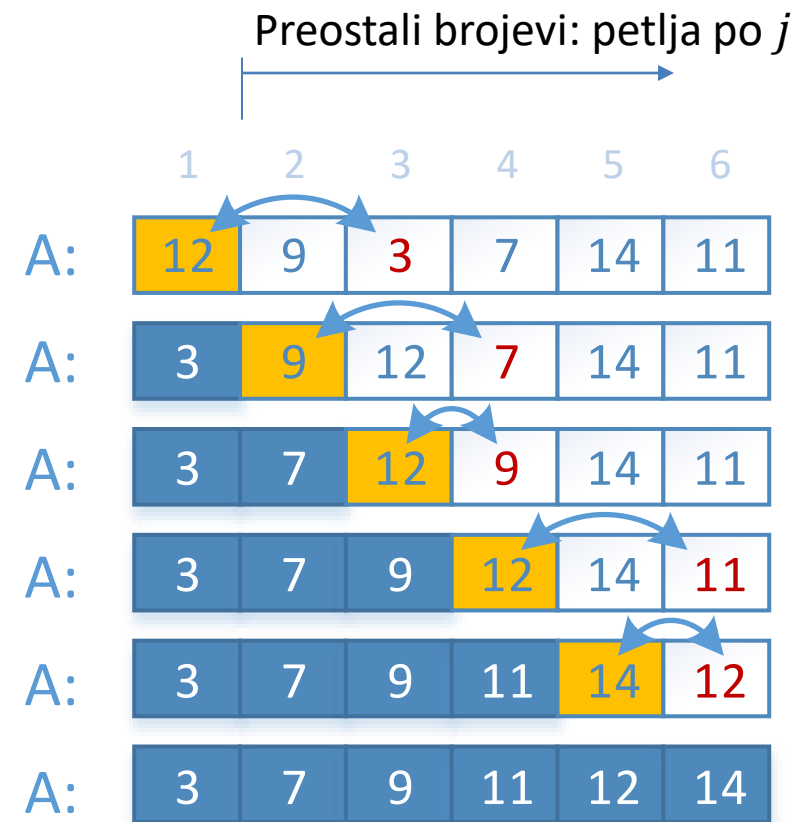 Preostali brojevi: petlja po j
1 2 3 4 5 6
A: 12 9 3 7 14 11
A: 3 9 12 7 14 11
A: 3 7 12 9 14 11
A: 3 7 9 12 14 11
A: 3 7 9 11 14 12
A: 3 7 9 11 12 14